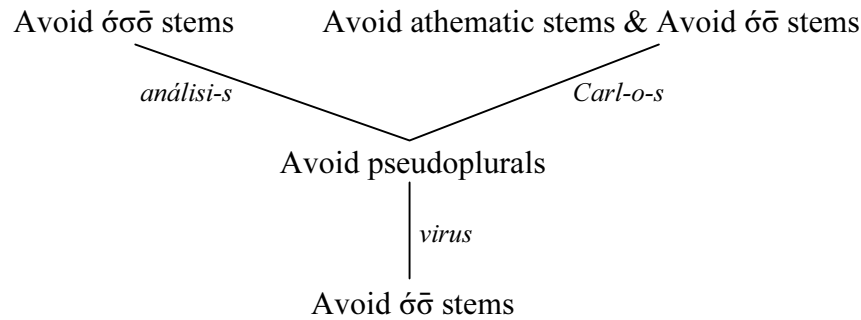 Avoid σ́σσ̄ stems Avoid athematic stems & Avoid σ́σ̄ stems
análisi-s Carl-o-s
Avoid pseudoplurals
virus
Avoid σ́σ̄ stems